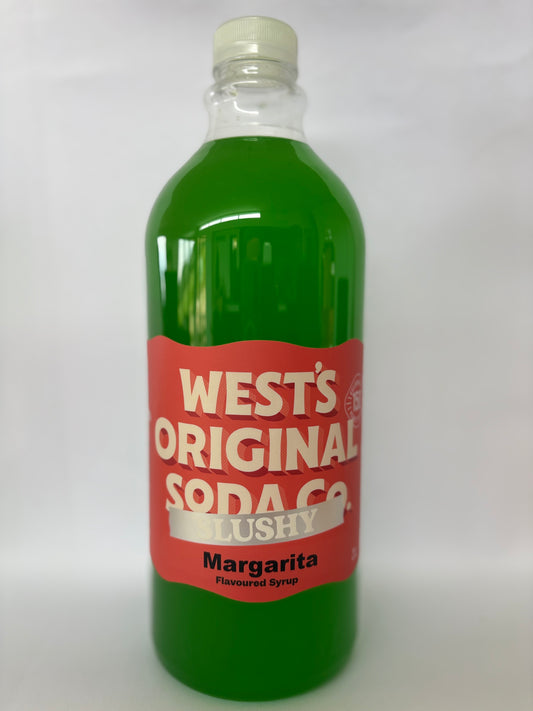 WEST'S
ORIGINAL
SODA Co.
SLUSHY
Margarita
Flavoured Syrup